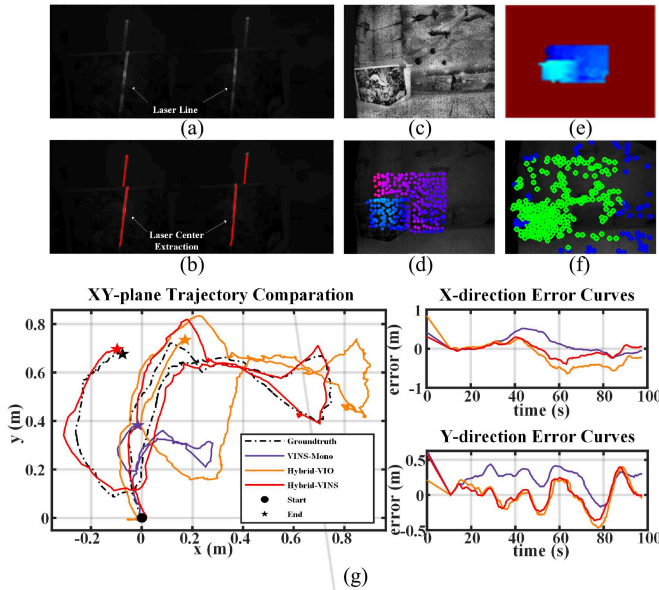 Laser Line
(a)
(c)
(e)
Laser Center
Extraction
(b)
(d)
(f)
XY-plane Trajectory Comparation
0.8
0.6
0.4
0.2
0
y (m)
-0.2
0
0.2
0.4
0.6
0.8
x (m)
Groundtruth
VINS-Mono
Hybrid-VIO
Hybrid-VINS
Start
End
X-direction Error Curves
1
0
-1
error (m)
0
20
40
60
80
100
time (s)
Y-direction Error Curves
0.5
0
-0.5
error (m)
0
20
40
60
80
100
time (s)
(g)